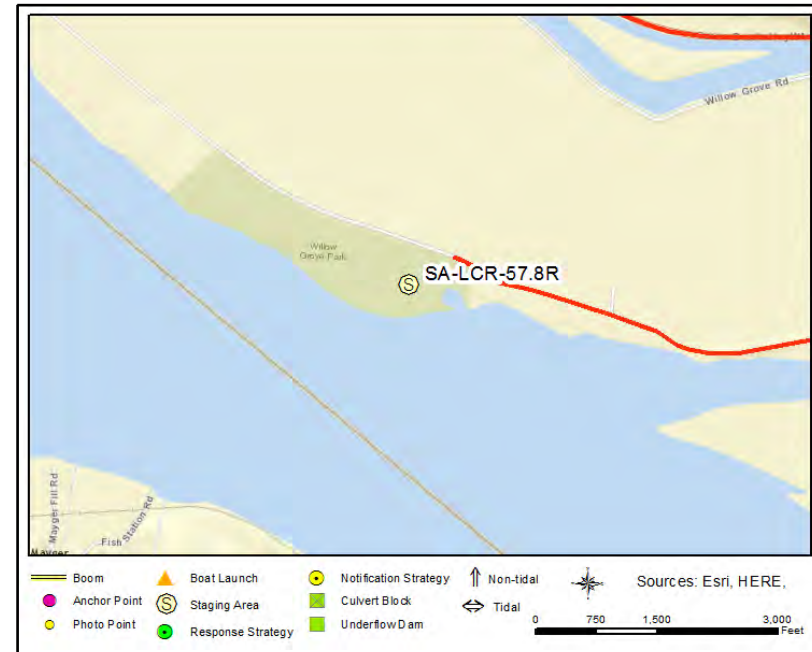 Willow Grove Rd
Willow
Grove Park
SA-LCR-57.8R
S
Mayger Fill Rd
Fish Station Rd
Mayger
Boom
Boat Launch
Notification Strategy
Non-tidal
Sources: Esri, HERE,
Anchor Point
S
Staging Area
Culvert Block
Tidal
Photo Point
Response Strategy
Underflow Dam
0 750 1,500 3,000
Feet